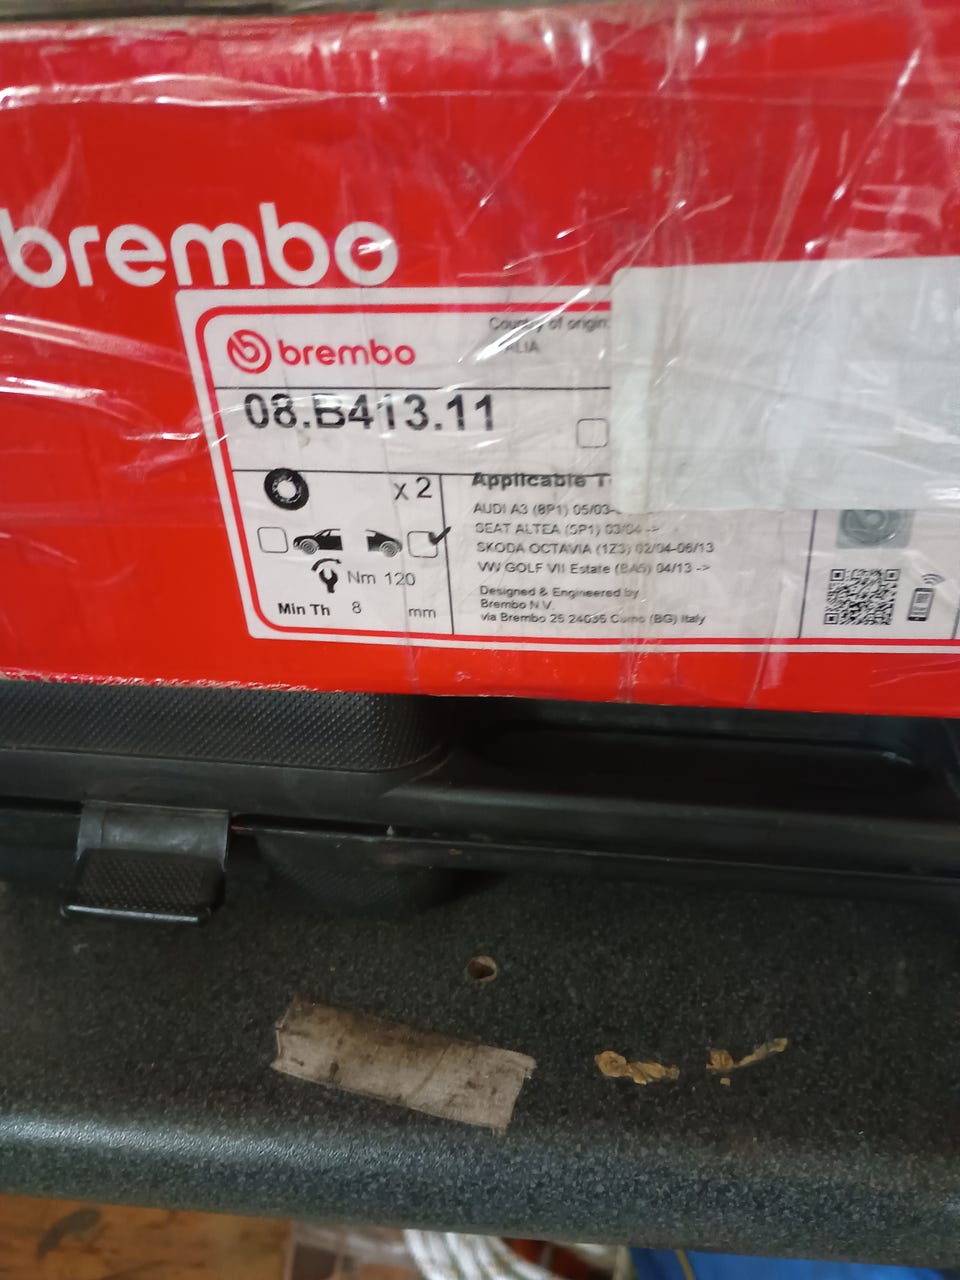 brembo
brembo
Country of origin:
ALIA
08.B413.11
x 2
Applicable T
AUDI A3 (8P1) 05/03-
SEAT ALTEA (5P1) 03/04 ->
SKODA OCTAVIA (1Z3) 02/04-06/13
VW GOLF VII Estate (BA5) 04/13 ->
Nm 120
Min Th 8 mm
Designed & Engineered by
Brembo N.V.
via Brembo 25 24035 Curno (BG) Italy